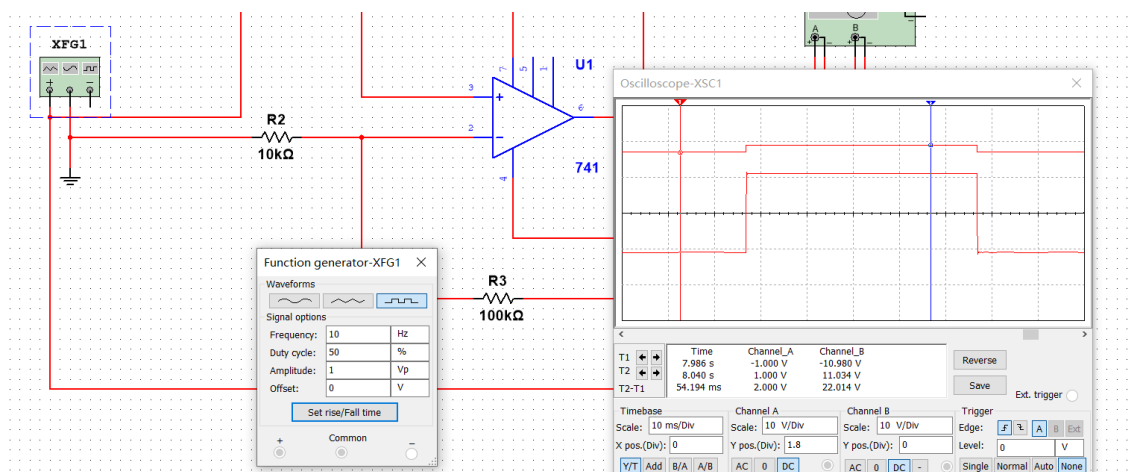 XFG1
+
−
R2
10kΩ
3
2
7
5
1
6
4
U1
741
+
−
A
B
+
−
+
−
Function generator-XFG1
Waveforms
Signal options
Frequency: 10 Hz
Duty cycle: 50 %
Amplitude: 1 Vp
Offset: 0 V
Set rise/Fall time
+ Common −
R3
100kΩ
Oscilloscope-XSC1
T1
T2
T2-T1
Time Channel_A Channel_B
7.986 s -1.000 V -10.980 V
8.040 s 1.000 V 11.034 V
54.194 ms 2.000 V 22.014 V
Reverse
Save
Ext. trigger
Timebase
Scale: 10 ms/Div
X pos.(Div): 0
Y/T Add B/A A/B
Channel A
Scale: 10 V/Div
Y pos.(Div): 1.8
AC 0 DC
Channel B
Scale: 10 V/Div
Y pos.(Div): 0
AC 0 DC -
Trigger
Edge: A B Ext
Level: 0 V
Single Normal Auto None